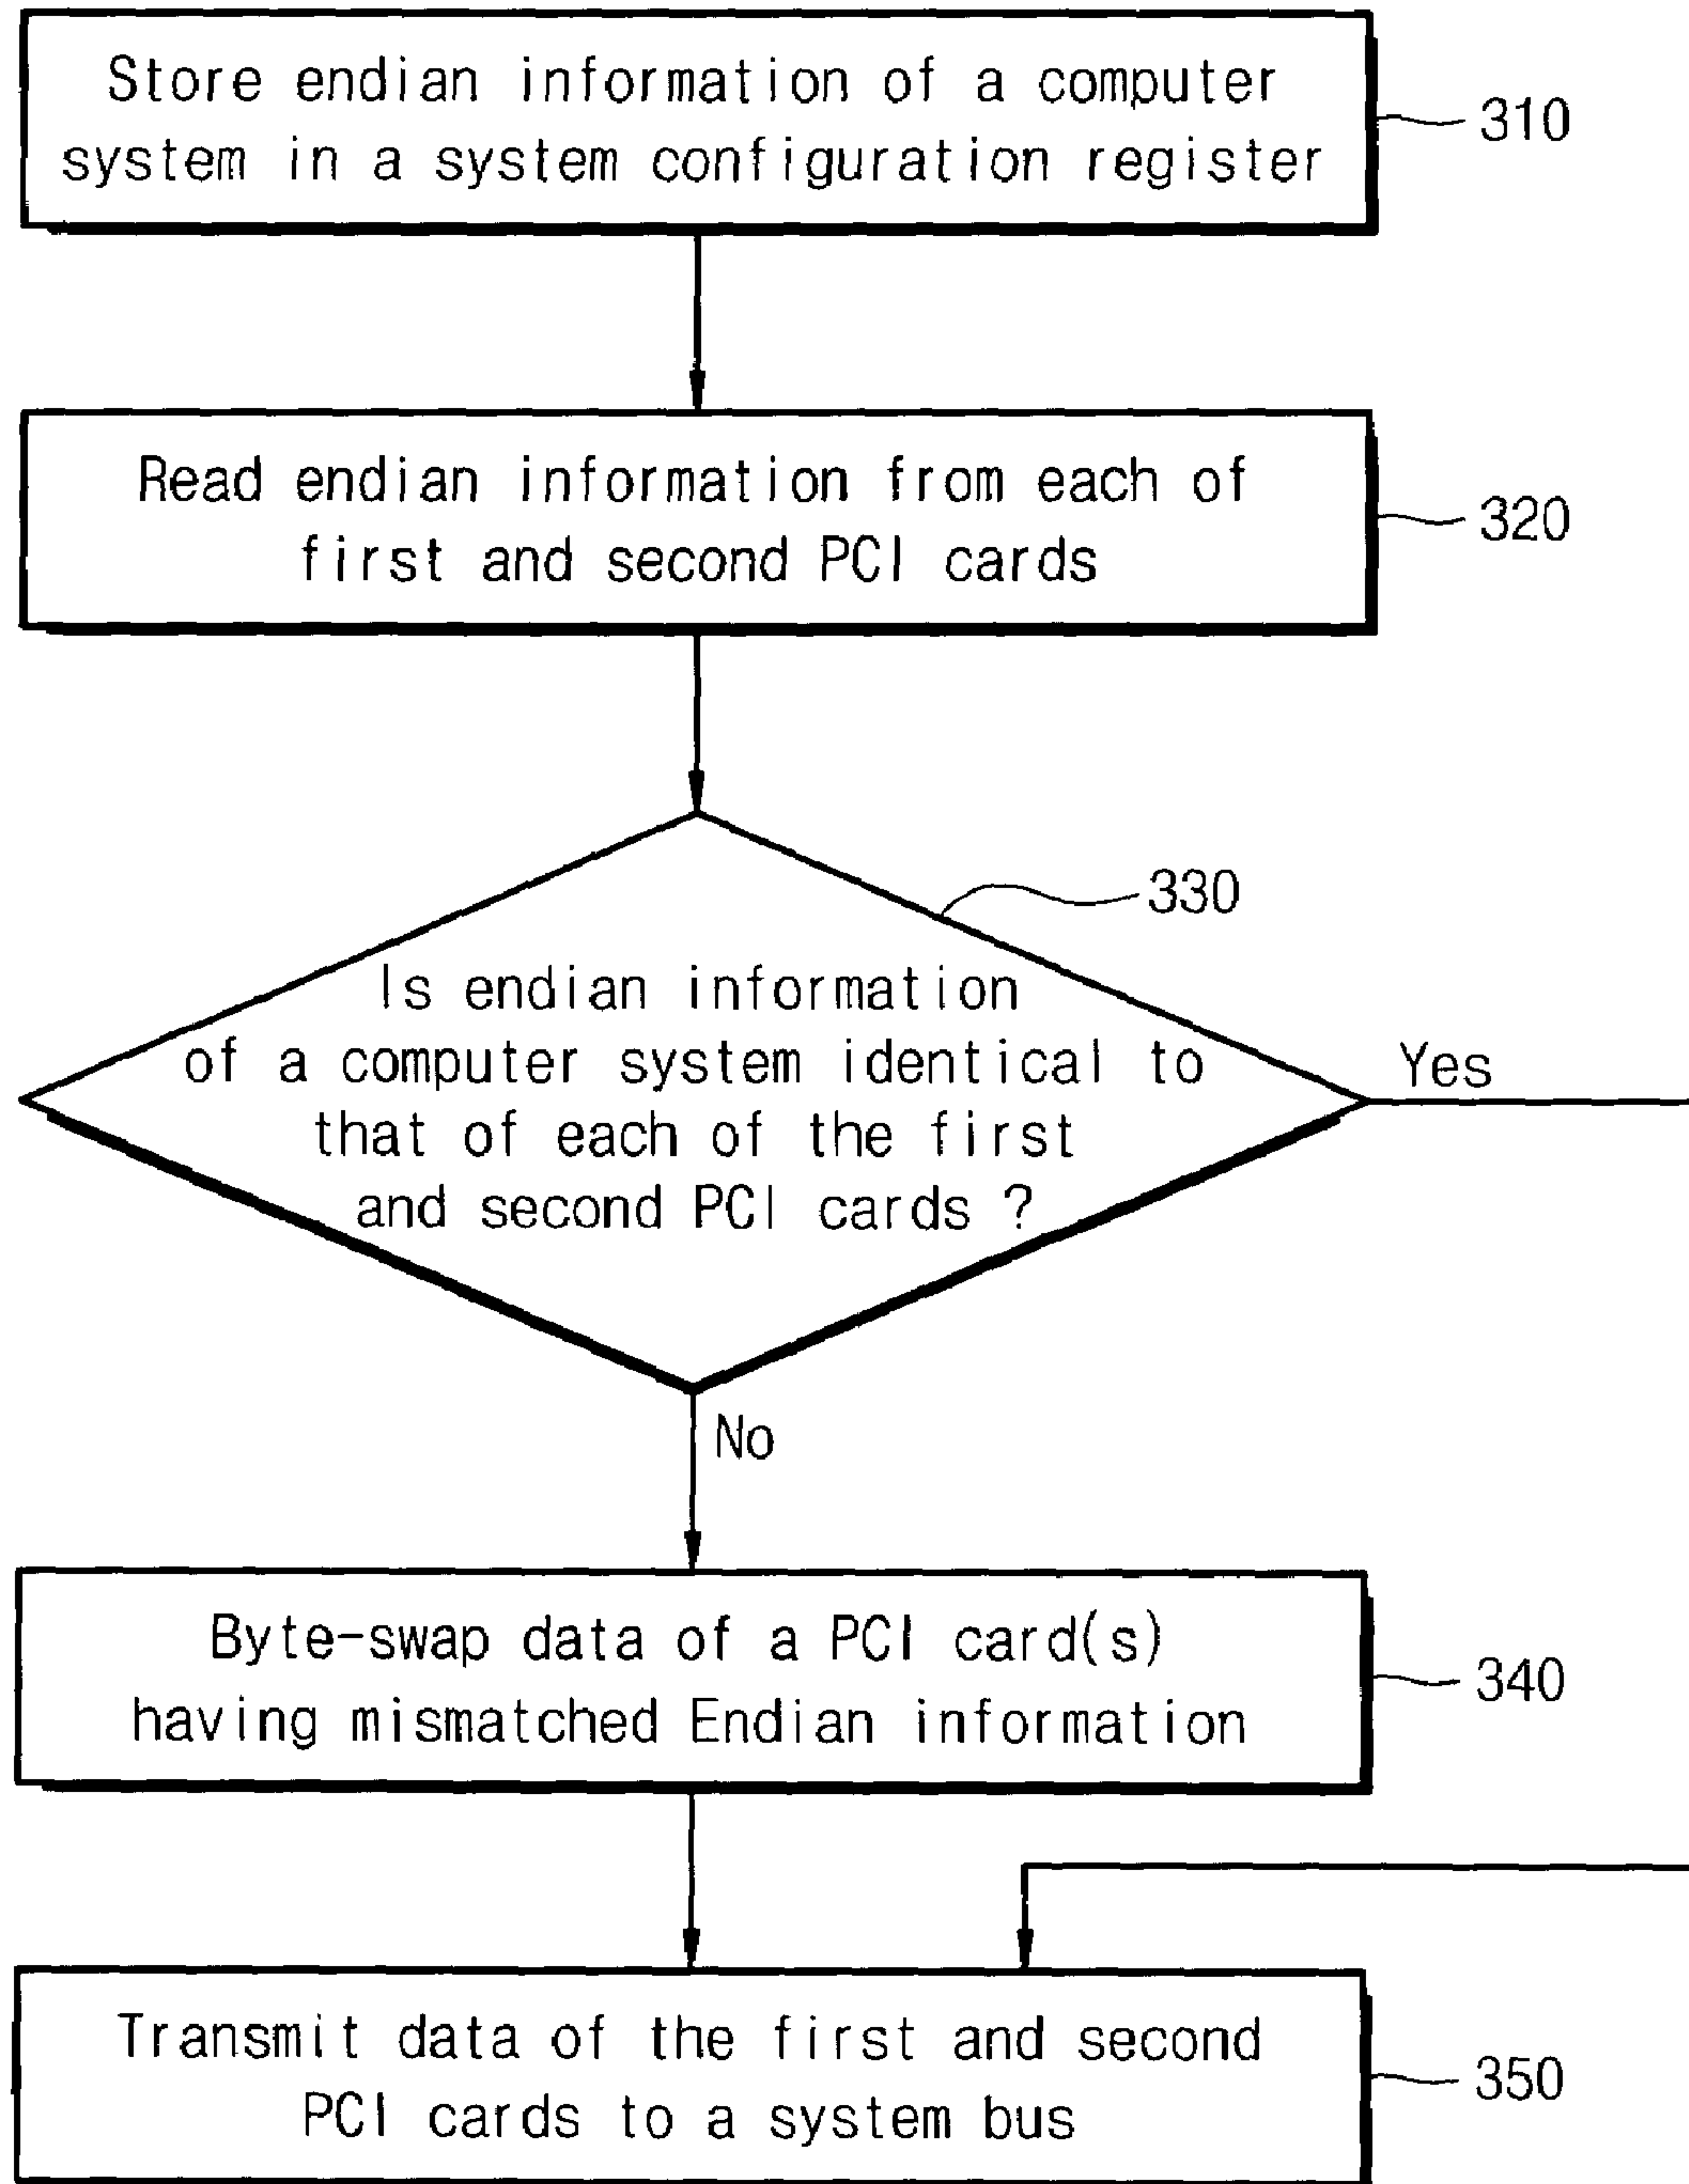 Store endian information of a computer
system in a system configuration register
310
Read endian information from each of
first and second PCI cards
320
330
Is endian information
of a computer system identical to
that of each of the first
and second PCI cards ?
Yes
No
Byte-swap data of a PCI card(s)
having mismatched Endian information
340
Transmit data of the first and second
PCI cards to a system bus
350